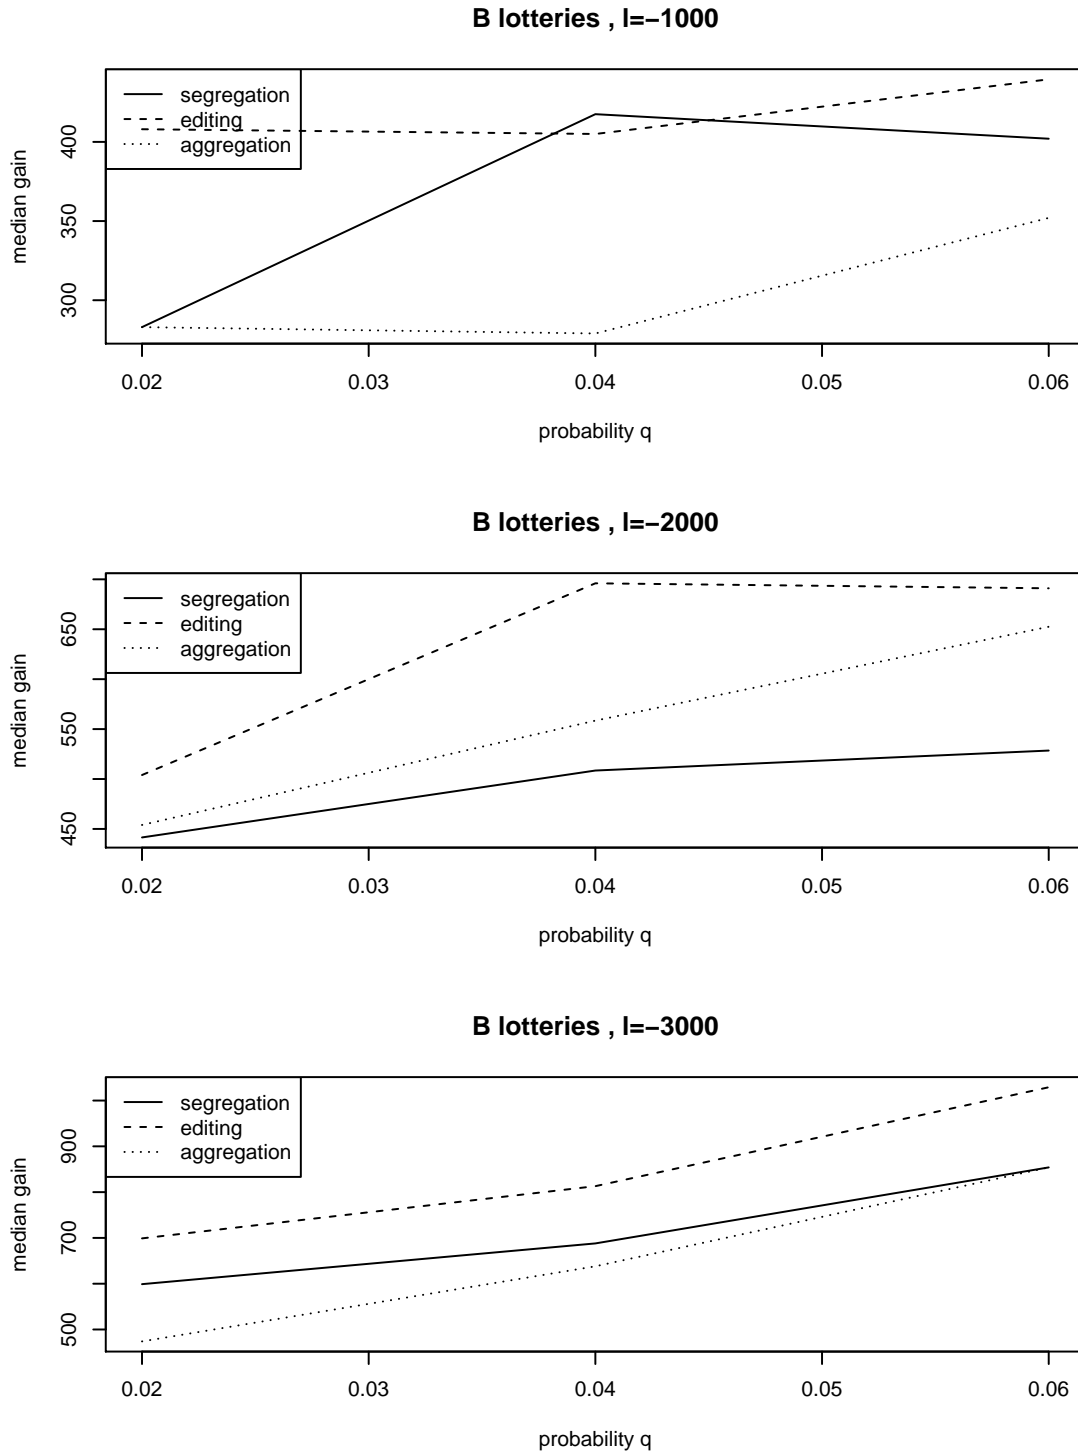 B lotteries , l=−1000
segregation
editing
aggregation
median gain
300
350
400
0.02
0.03
0.04
0.05
0.06
probability q
B lotteries , l=−2000
segregation
editing
aggregation
median gain
450
550
650
0.02
0.03
0.04
0.05
0.06
probability q
B lotteries , l=−3000
segregation
editing
aggregation
median gain
500
700
900
0.02
0.03
0.04
0.05
0.06
probability q